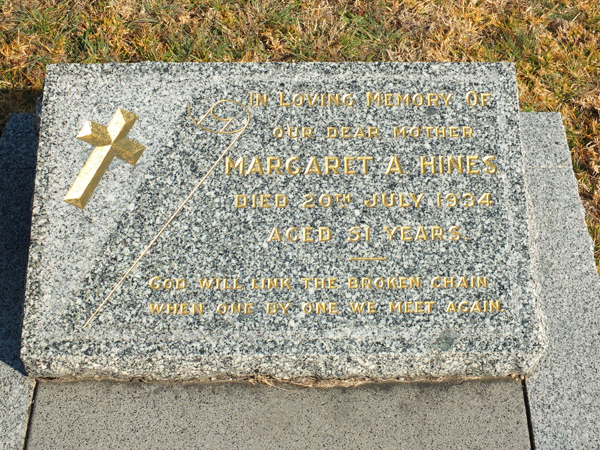 IN LOVING MEMORY OF
OUR DEAR MOTHER
MARGARET A. HINES
DIED 20TH JULY 1934
AGED 51 YEARS.
GOD WILL LINK THE BROKEN CHAIN
WHEN ONE BY ONE WE MEET AGAIN